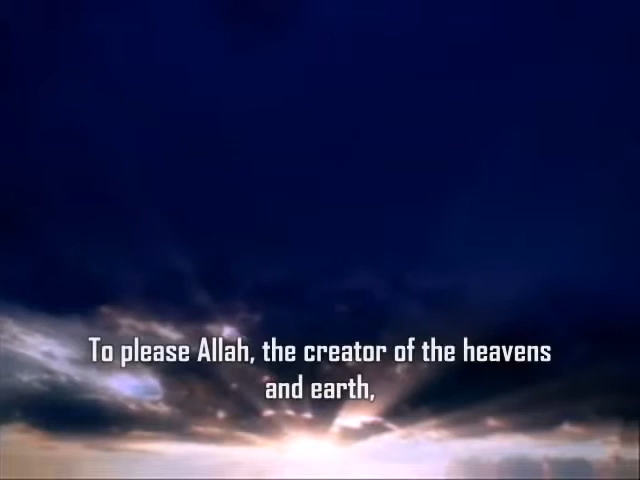 To please Allah, the creator of the heavens
and earth,